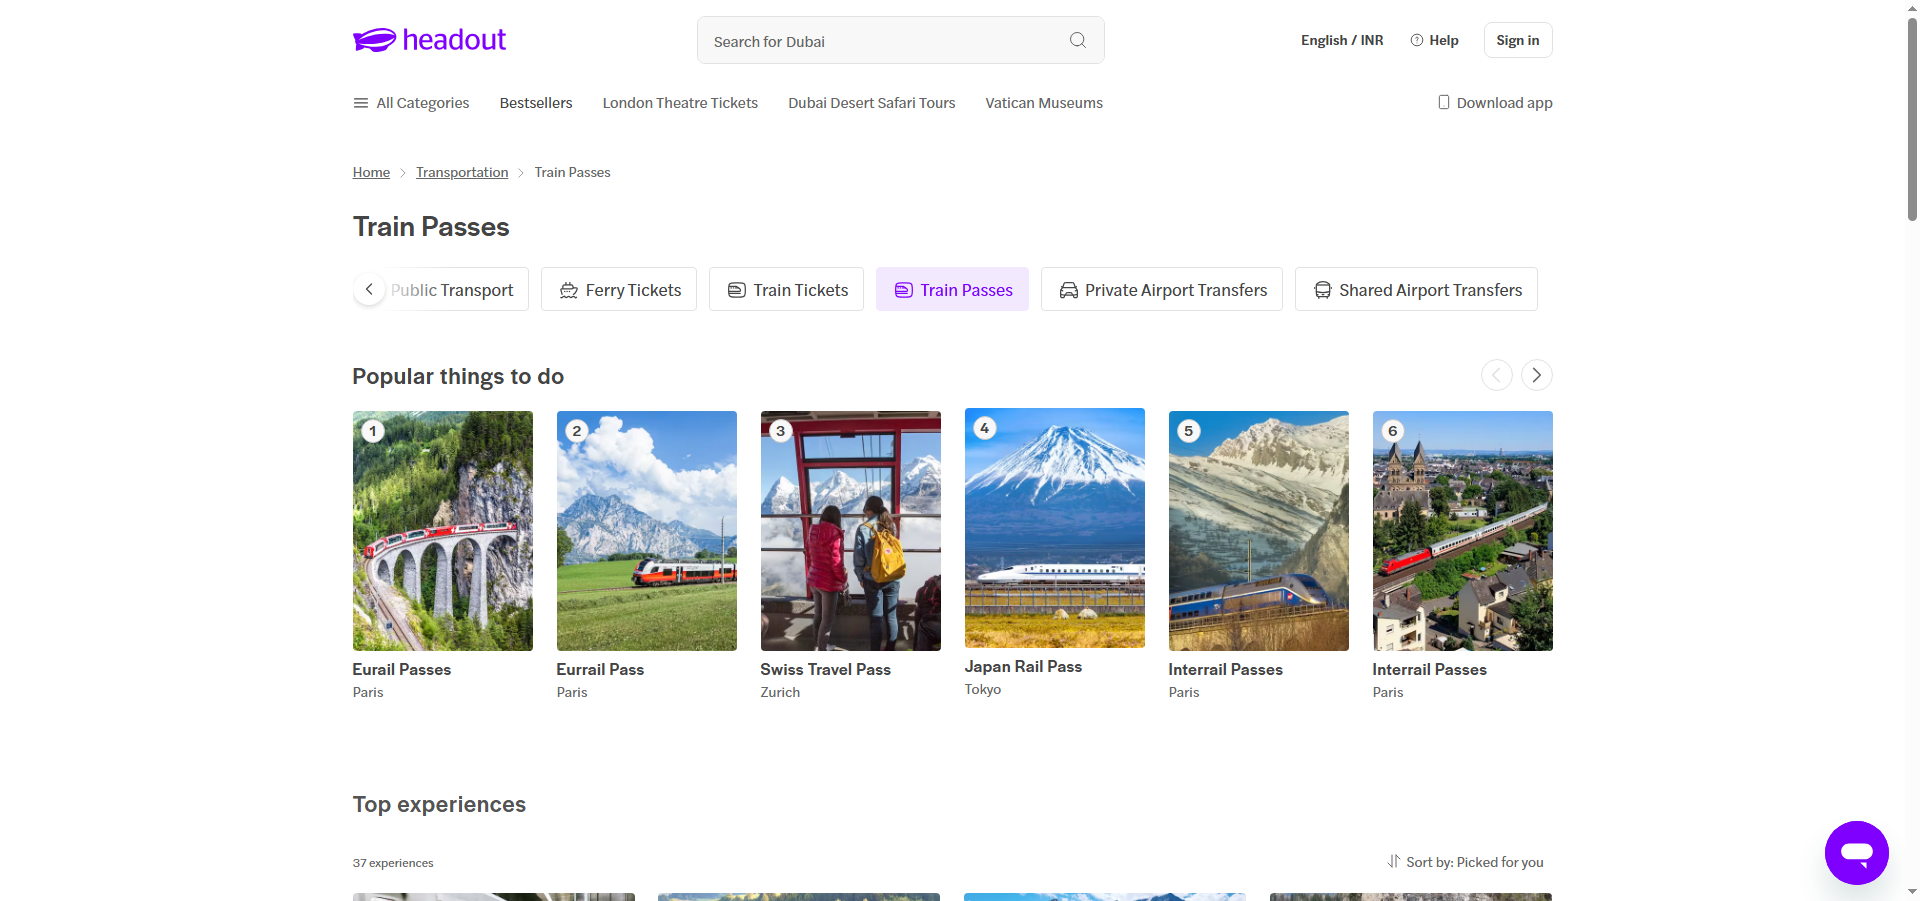 headout
Search for Dubai
English / INR
Help
Sign in
All Categories
Bestsellers
London Theatre Tickets
Dubai Desert Safari Tours
Vatican Museums
Download app
Home
Transportation
Train Passes
Train Passes
Public Transport
Ferry Tickets
Train Tickets
Train Passes
Private Airport Transfers
Shared Airport Transfers
Popular things to do
1
2
3
4
5
6
Eurail Passes
Paris
Eurrail Pass
Paris
Swiss Travel Pass
Zurich
Japan Rail Pass
Tokyo
Interrail Passes
Paris
Interrail Passes
Paris
Top experiences
37 experiences
Sort by: Picked for you